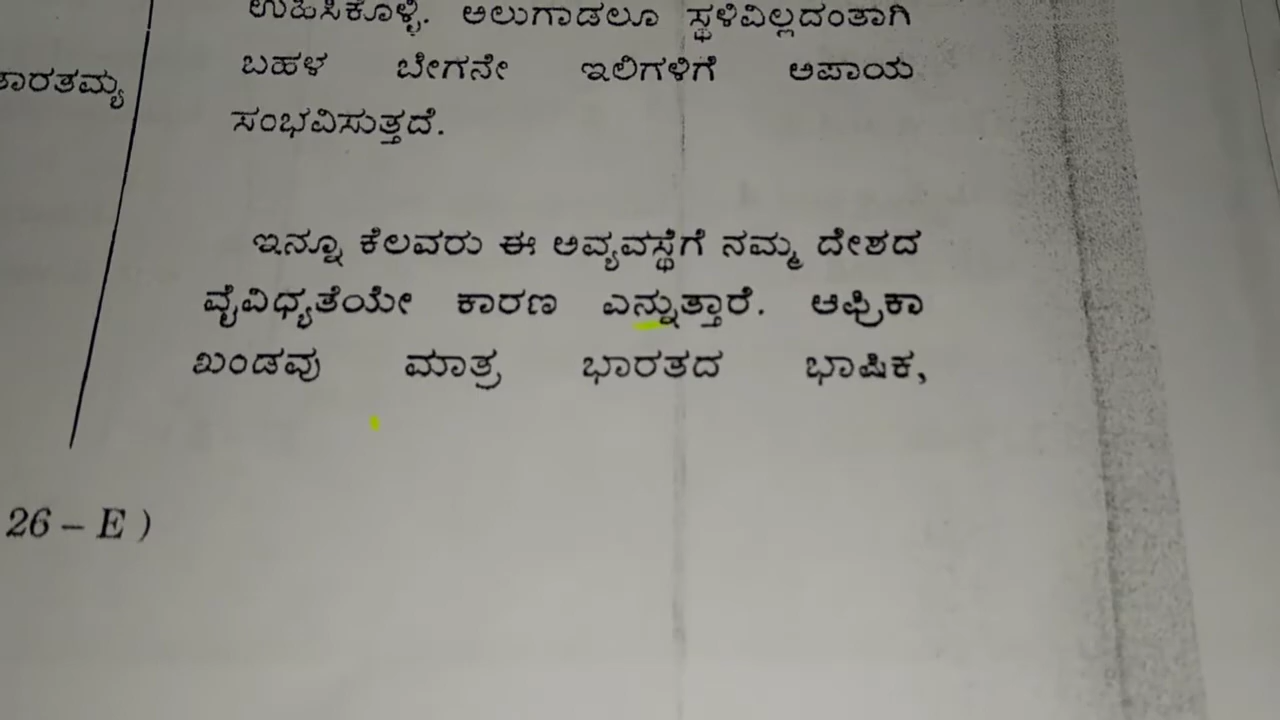 ಊಹಿಸಿಕೊಳ್ಳಿ. ಅಲುಗಾಡಲೂ ಸ್ಥಳವಿಲ್ಲದಂತಾಗಿ
ಬಹಳ ಬೇಗನೇ ಇಲಿಗಳಿಗೆ ಅಪಾಯ
ತಾರತಮ್ಯ
ಸಂಭವಿಸುತ್ತದೆ.
ಇನ್ನೂ ಕೆಲವರು ಈ ಅವ್ಯವಸ್ಥೆಗೆ ನಮ್ಮ ದೇಶದ
ವೈವಿಧ್ಯತೆಯೇ ಕಾರಣ ಎನ್ನುತ್ತಾರೆ. ಆಫ್ರಿಕಾ
ಖಂಡವು ಮಾತ್ರ ಭಾರತದ ಭಾಷಿಕ,
26 – E )